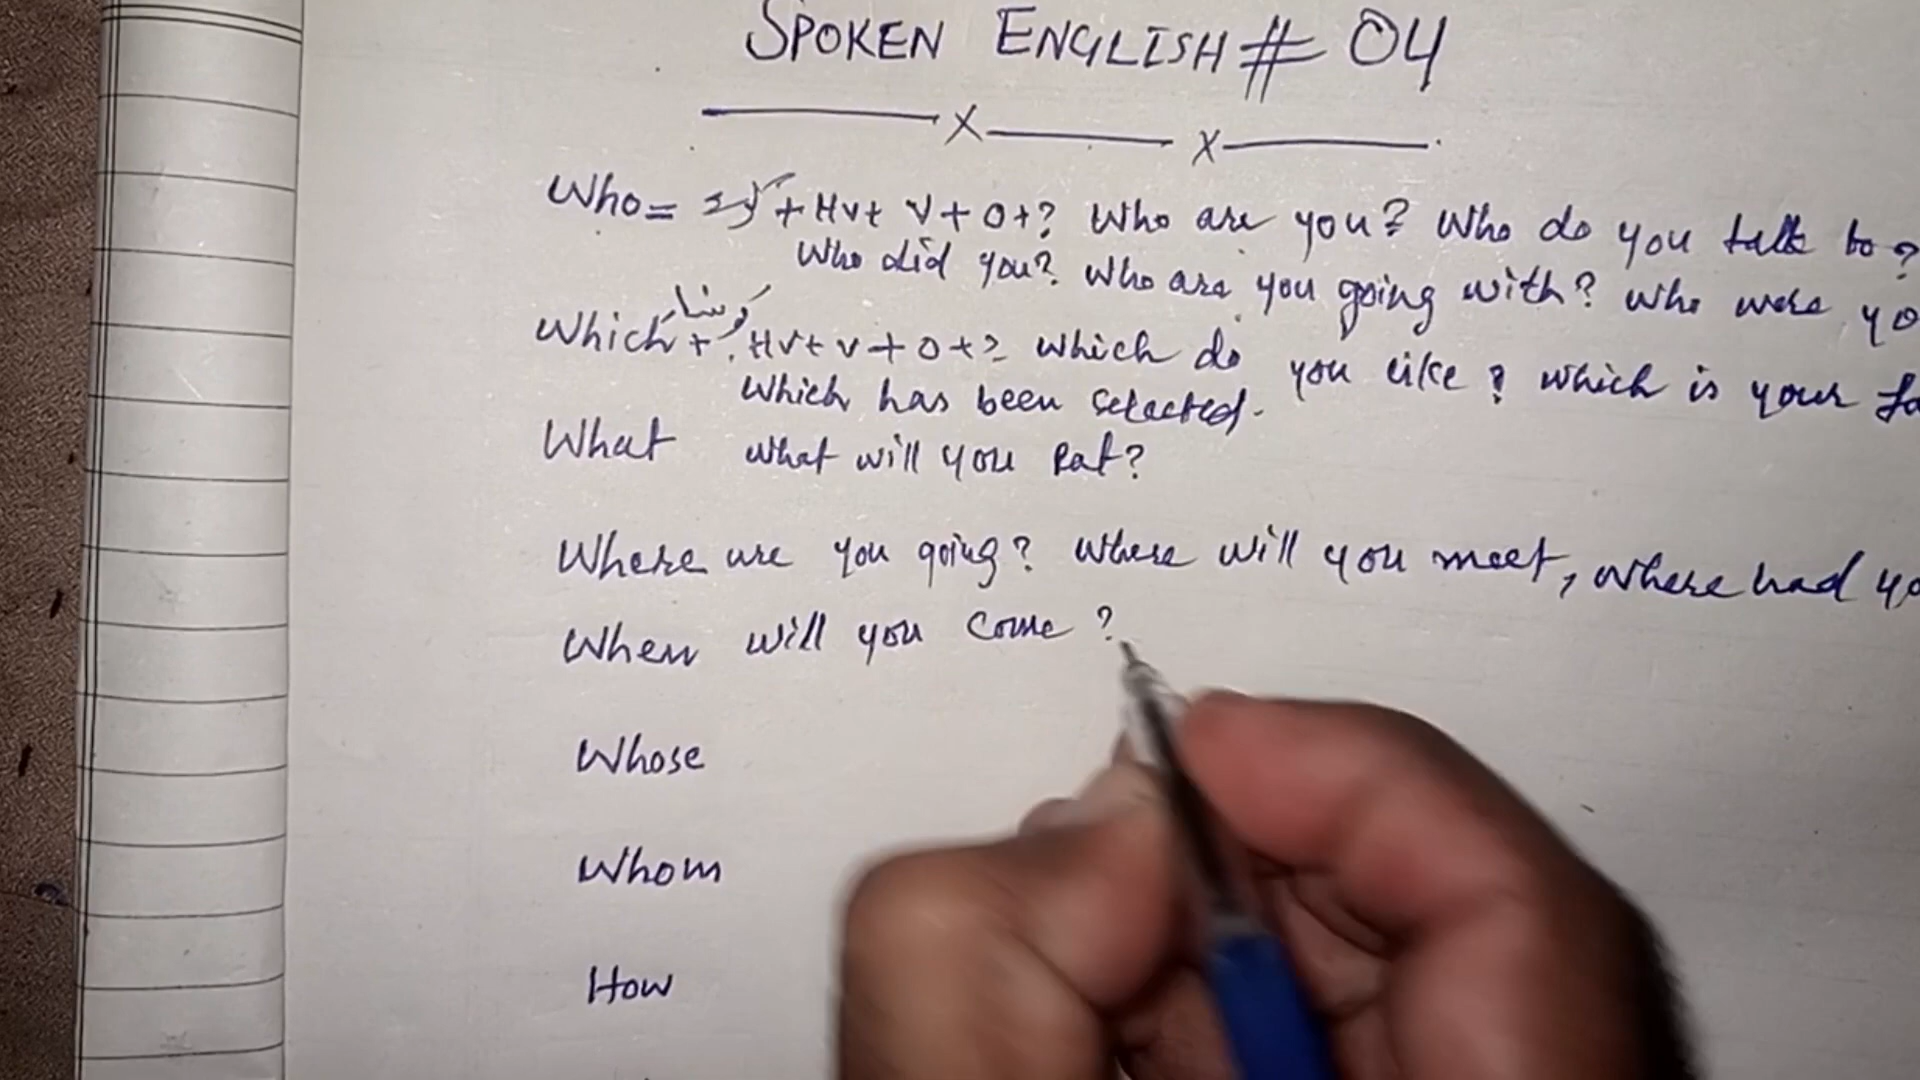 SPOKEN ENGLISH # 04
Who = + Hv + V + O + ? Who are you? Who do you talk to?
Who did you? Who are you going with? Who were yo
Which + Hv + v + o + ? Which do you like? Which is your fa
Which has been selected.
What What will you Eat?
Where are you going? Where will you meet, where had yo
When will you come ?
Whose
Whom
How